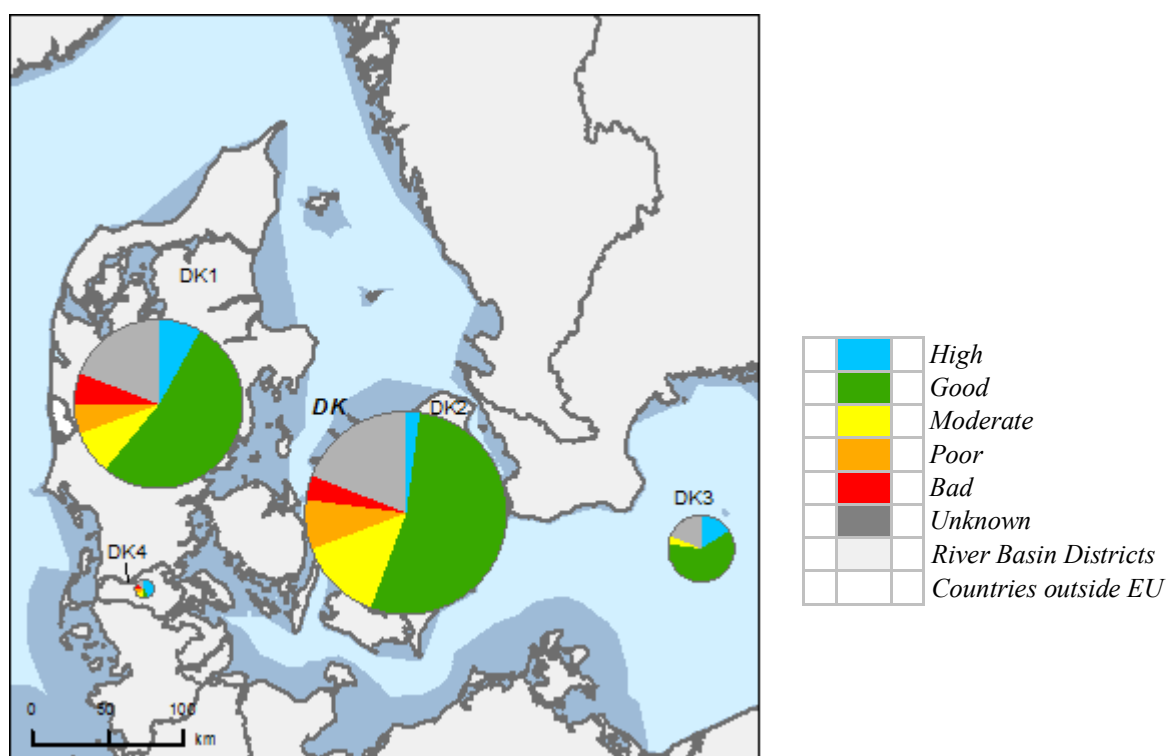 DK1
DK
DK2
DK3
DK4
0 50 100
km
High
Good
Moderate
Poor
Bad
Unknown
River Basin Districts
Countries outside EU